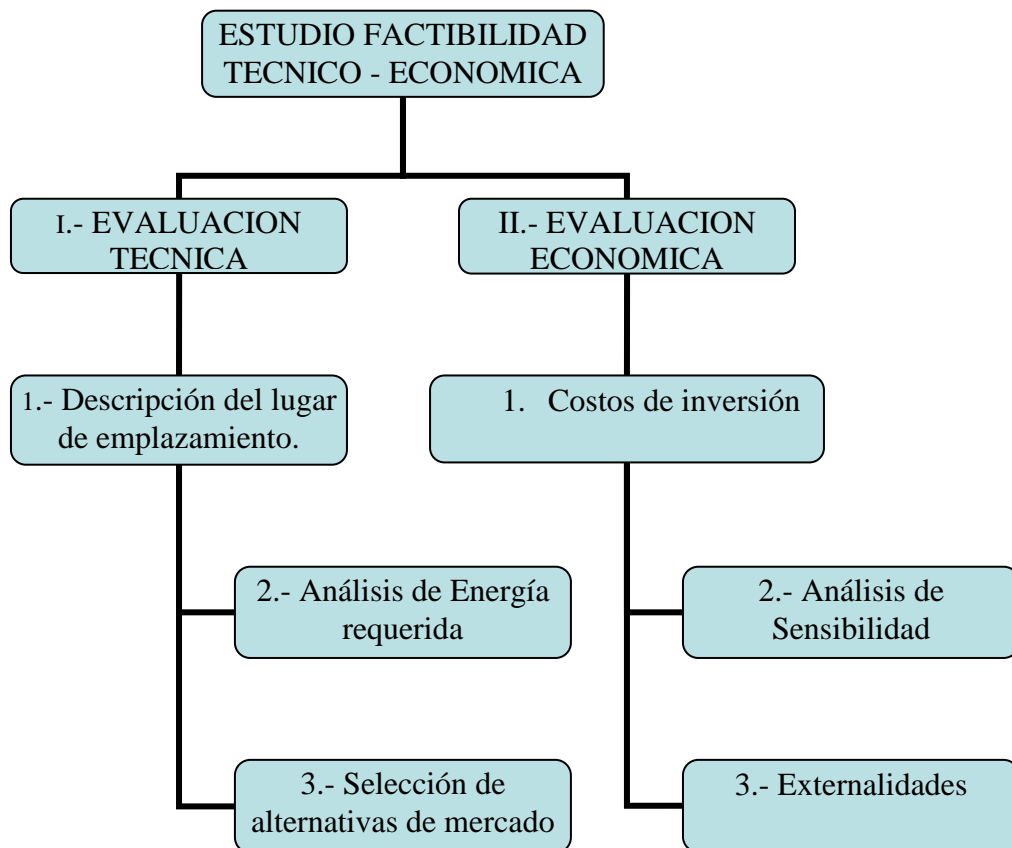 ESTUDIO FACTIBILIDAD
TECNICO - ECONOMICA
I.- EVALUACION
TECNICA
II.- EVALUACION
ECONOMICA
1.- Descripción del lugar
de emplazamiento.
1. Costos de inversión
2.- Análisis de Energía
requerida
2.- Análisis de
Sensibilidad
3.- Selección de
alternativas de mercado
3.- Externalidades